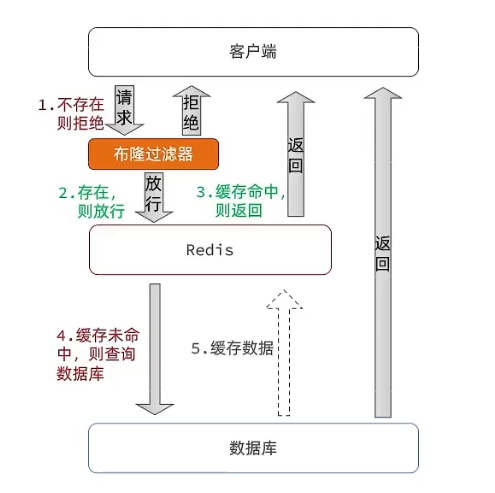 客户端
1.不存在
则拒绝
请求
拒绝
布隆过滤器
2.存在，
则放行
放行
3.缓存命中，
则返回
返回
Redis
返回
4.缓存未命
中，则查询
数据库
5.缓存数据
数据库